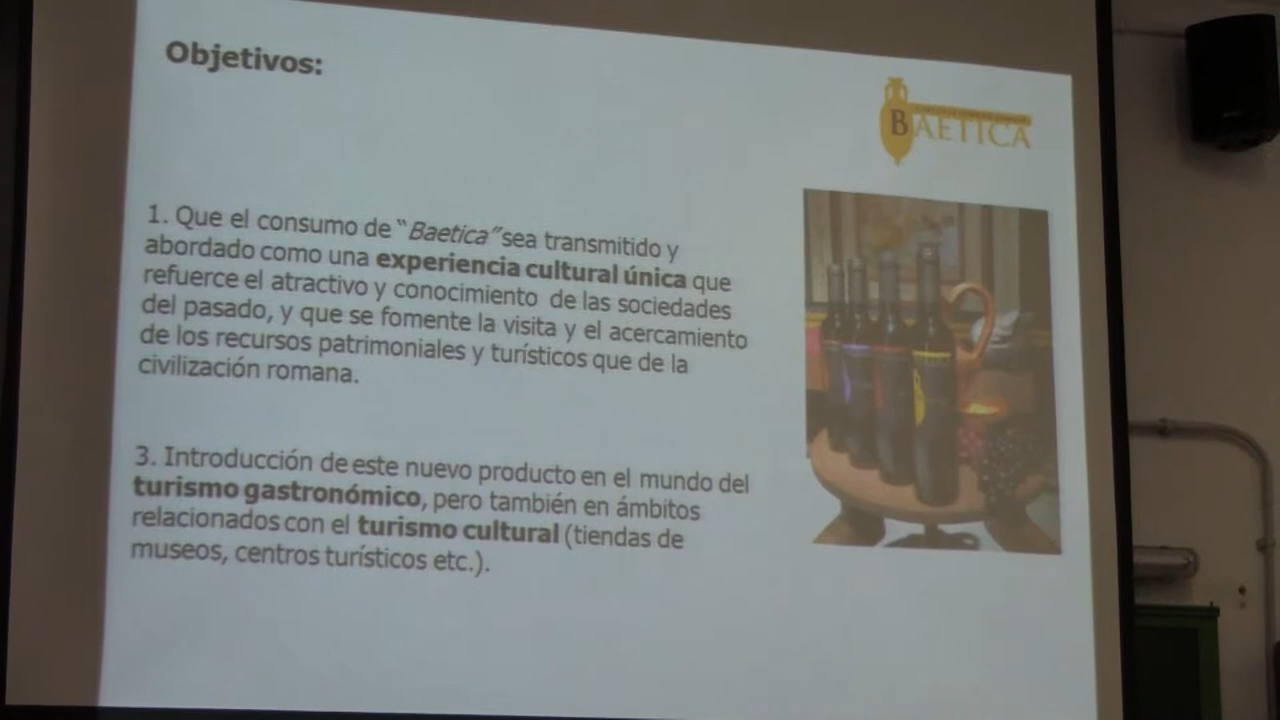 Objetivos:
BAETICA
1. Que el consumo de “Baetica” sea transmitido y
abordado como una experiencia cultural única que
refuerce el atractivo y conocimiento de las sociedades
del pasado, y que se fomente la visita y el acercamiento
de los recursos patrimoniales y turísticos que de la
civilización romana.
3. Introducción de este nuevo producto en el mundo del
turismo gastronómico, pero también en ámbitos
relacionados con el turismo cultural (tiendas de
museos, centros turísticos etc.).